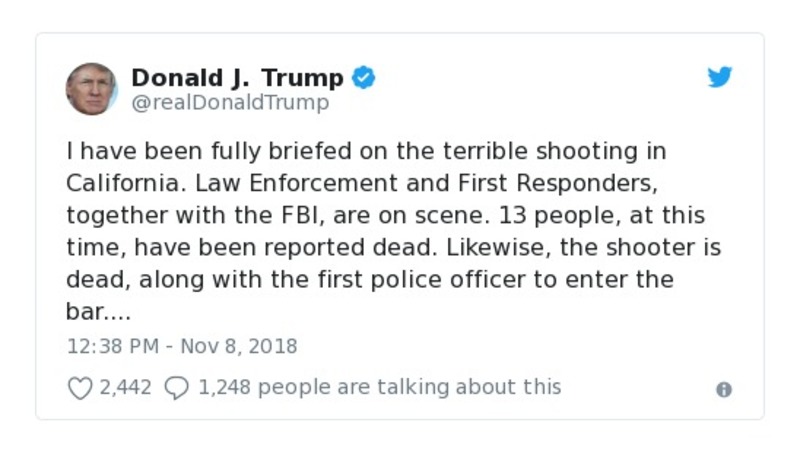 Donald J. Trump
@realDonaldTrump
I have been fully briefed on the terrible shooting in
California. Law Enforcement and First Responders,
together with the FBI, are on scene. 13 people, at this
time, have been reported dead. Likewise, the shooter is
dead, along with the first police officer to enter the
bar....
12:38 PM - Nov 8, 2018
2,442 1,248 people are talking about this